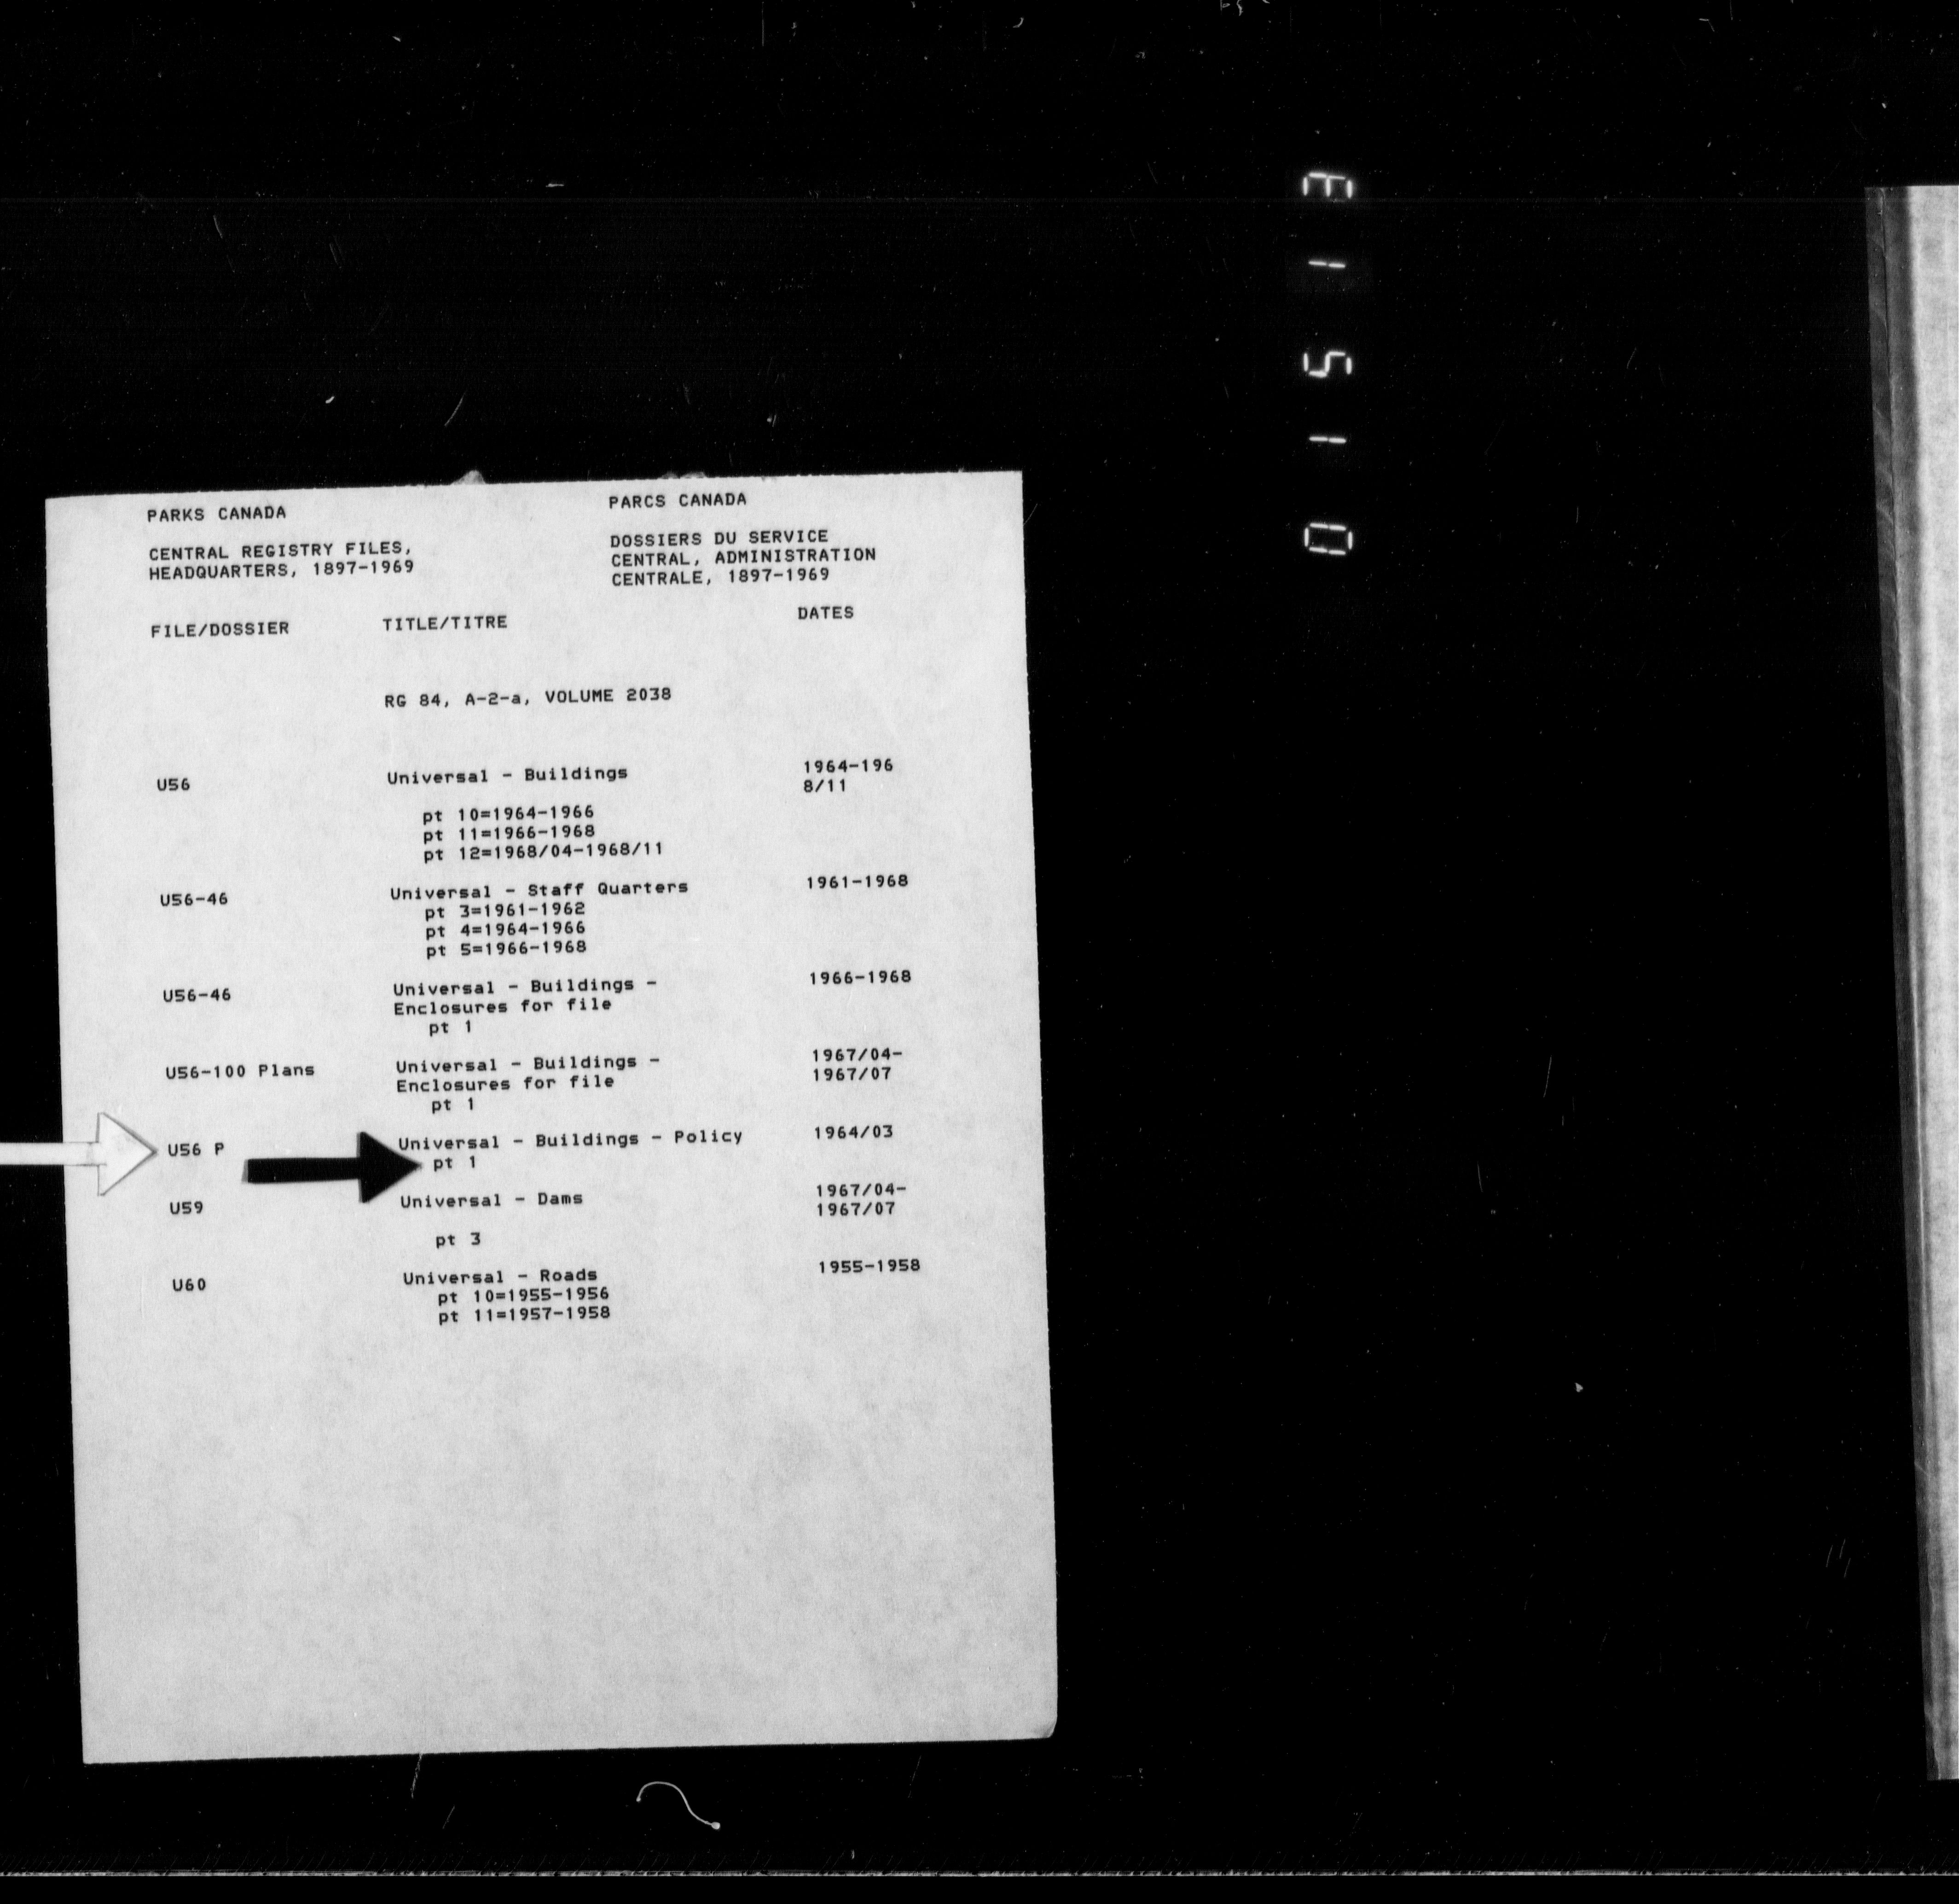 PARKS CANADA
PARCS CANADA
CENTRAL REGISTRY FILES,
HEADQUARTERS, 1897-1969
DOSSIERS DU SERVICE
CENTRAL, ADMINISTRATION
CENTRALE, 1897-1969
FILE/DOSSIER TITLE/TITRE DATES
RG 84, A-2-a, VOLUME 2038
U56 Universal - Buildings 1964-196
8/11
pt 10=1964-1966
pt 11=1966-1968
pt 12=1968/04-1968/11
U56-46 Universal - Staff Quarters 1961-1968
pt 3=1961-1962
pt 4=1964-1966
pt 5=1966-1968
U56-46 Universal - Buildings - 1966-1968
Enclosures for file
pt 1
U56-100 Plans Universal - Buildings - 1967/04-
Enclosures for file 1967/07
pt 1
U56 P Universal - Buildings - Policy 1964/03
pt 1
U59 Universal - Dams 1967/04-
1967/07
pt 3
U60 Universal - Roads 1955-1958
pt 10=1955-1956
pt 11=1957-1958
01513